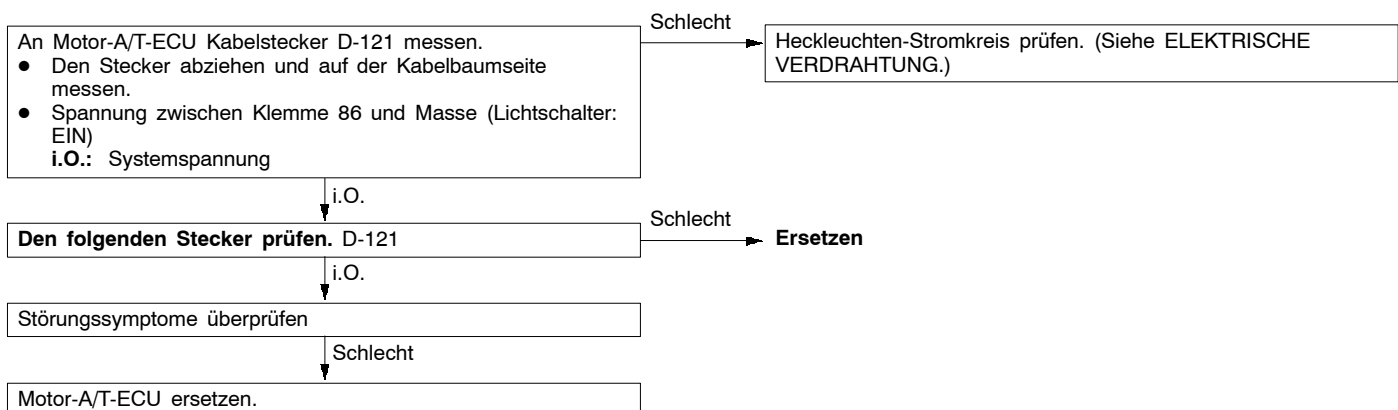 An Motor-A/T-ECU Kabelstecker D-121 messen.
● Den Stecker abziehen und auf der Kabelbaumseite
messen.
● Spannung zwischen Klemme 86 und Masse (Lichtschalter:
EIN)
i.O.: Systemspannung
Schlecht
Heckleuchten-Stromkreis prüfen. (Siehe ELEKTRISCHE
VERDRAHTUNG.)
i.O.
Den folgenden Stecker prüfen. D-121
Schlecht
Ersetzen
i.O.
Störungssymptome überprüfen
Schlecht
Motor-A/T-ECU ersetzen.